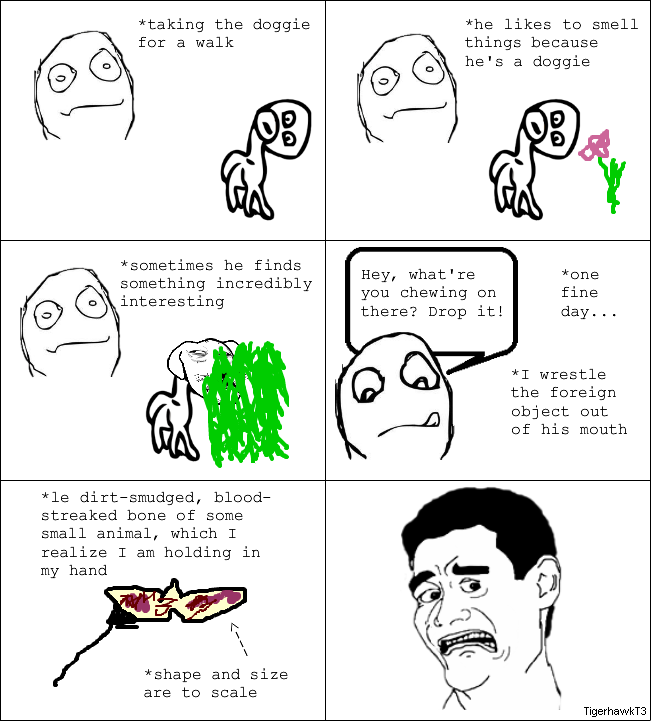 *taking the doggie
for a walk
*he likes to smell
things because
he's a doggie
*sometimes he finds
something incredibly
interesting
Hey, what're
you chewing on
there? Drop it!
*one
fine
day...
*I wrestle
the foreign
object out
of his mouth
*le dirt-smudged, blood-
streaked bone of some
small animal, which I
realize I am holding in
my hand
*shape and size
are to scale
TigerhawkT3